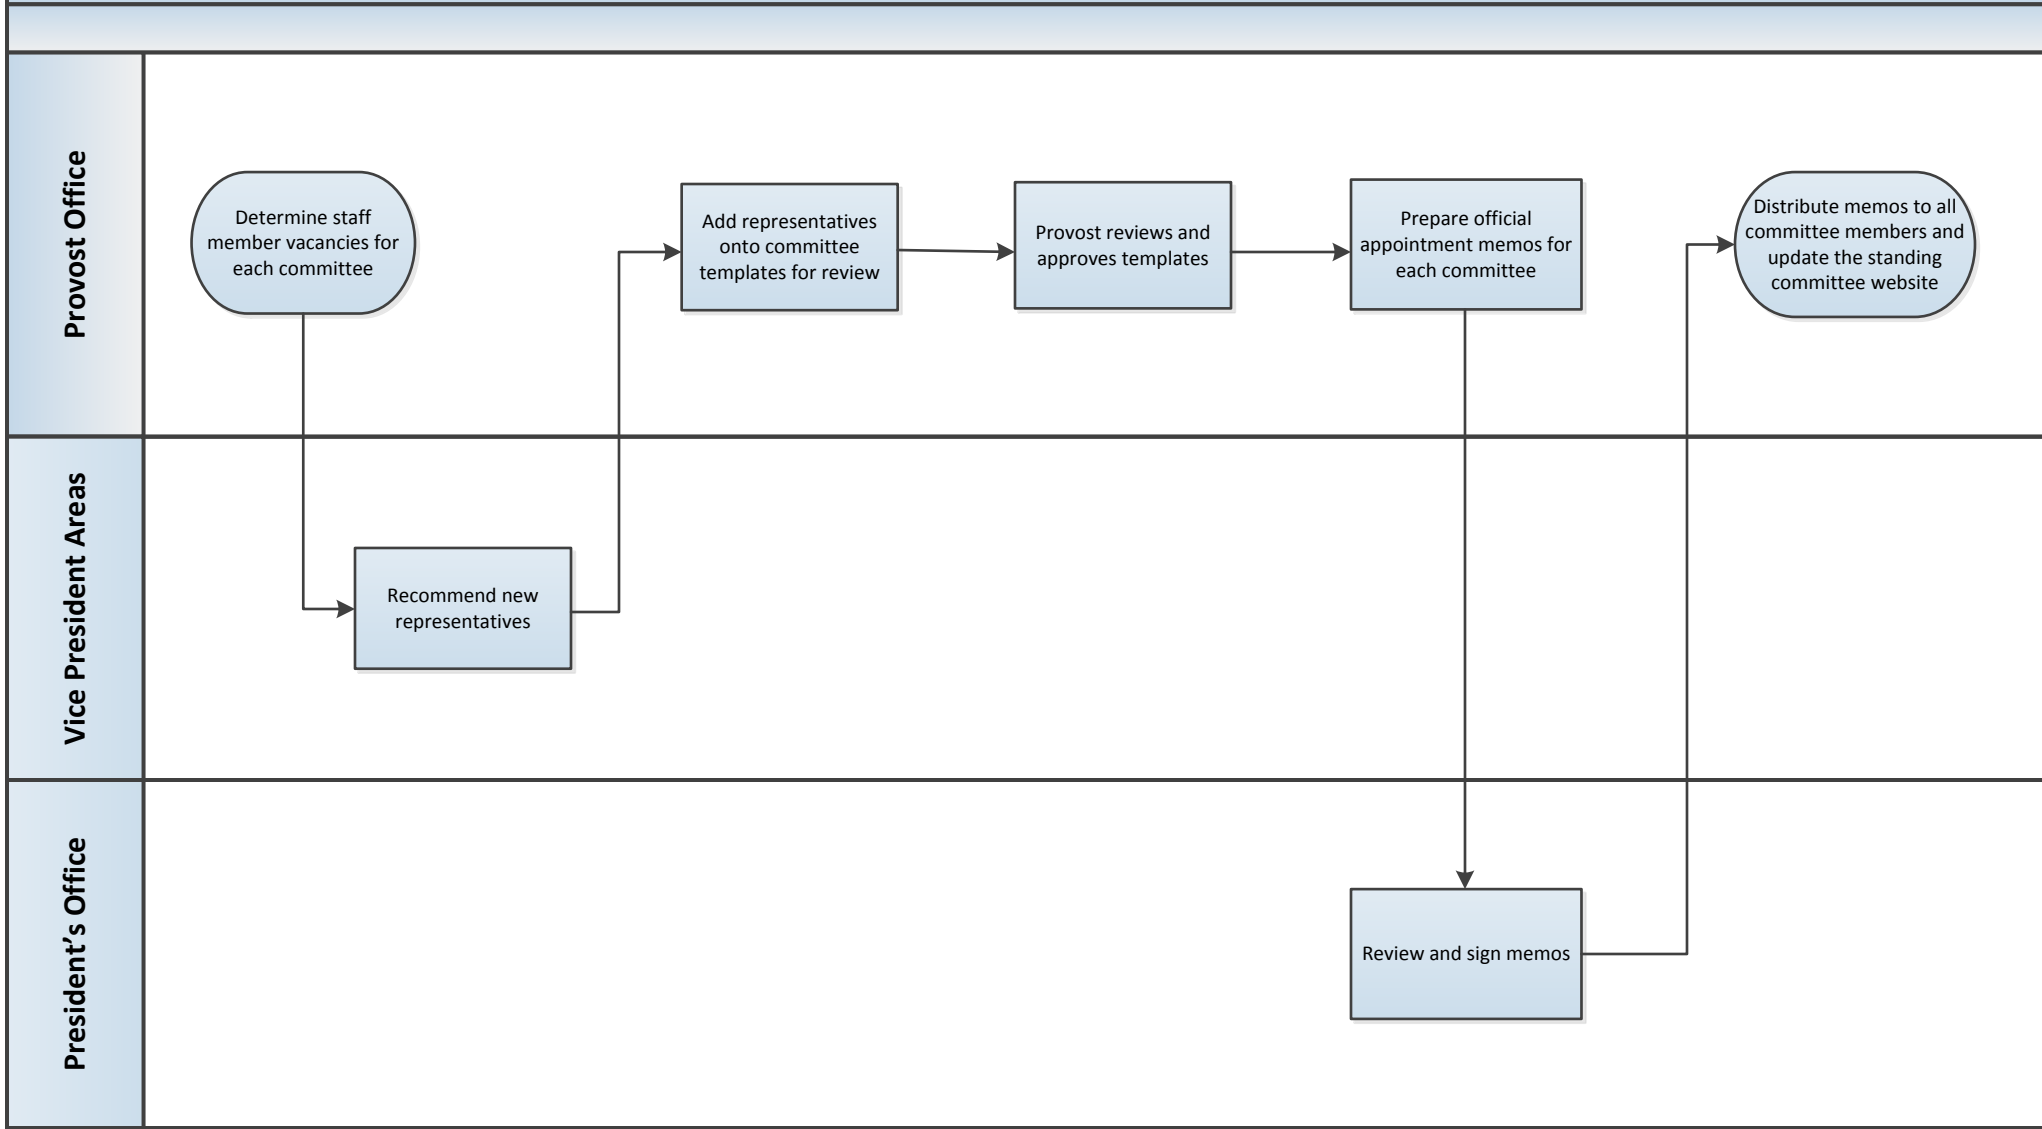 Provost Office
Determine staff
member vacancies for
each committee
Add representatives
onto committee
templates for review
Provost reviews and
approves templates
Prepare official
appointment memos for
each committee
Distribute memos to all
committee members and
update the standing
committee website
Vice President Areas
Recommend new
representatives
President’s Office
Review and sign memos